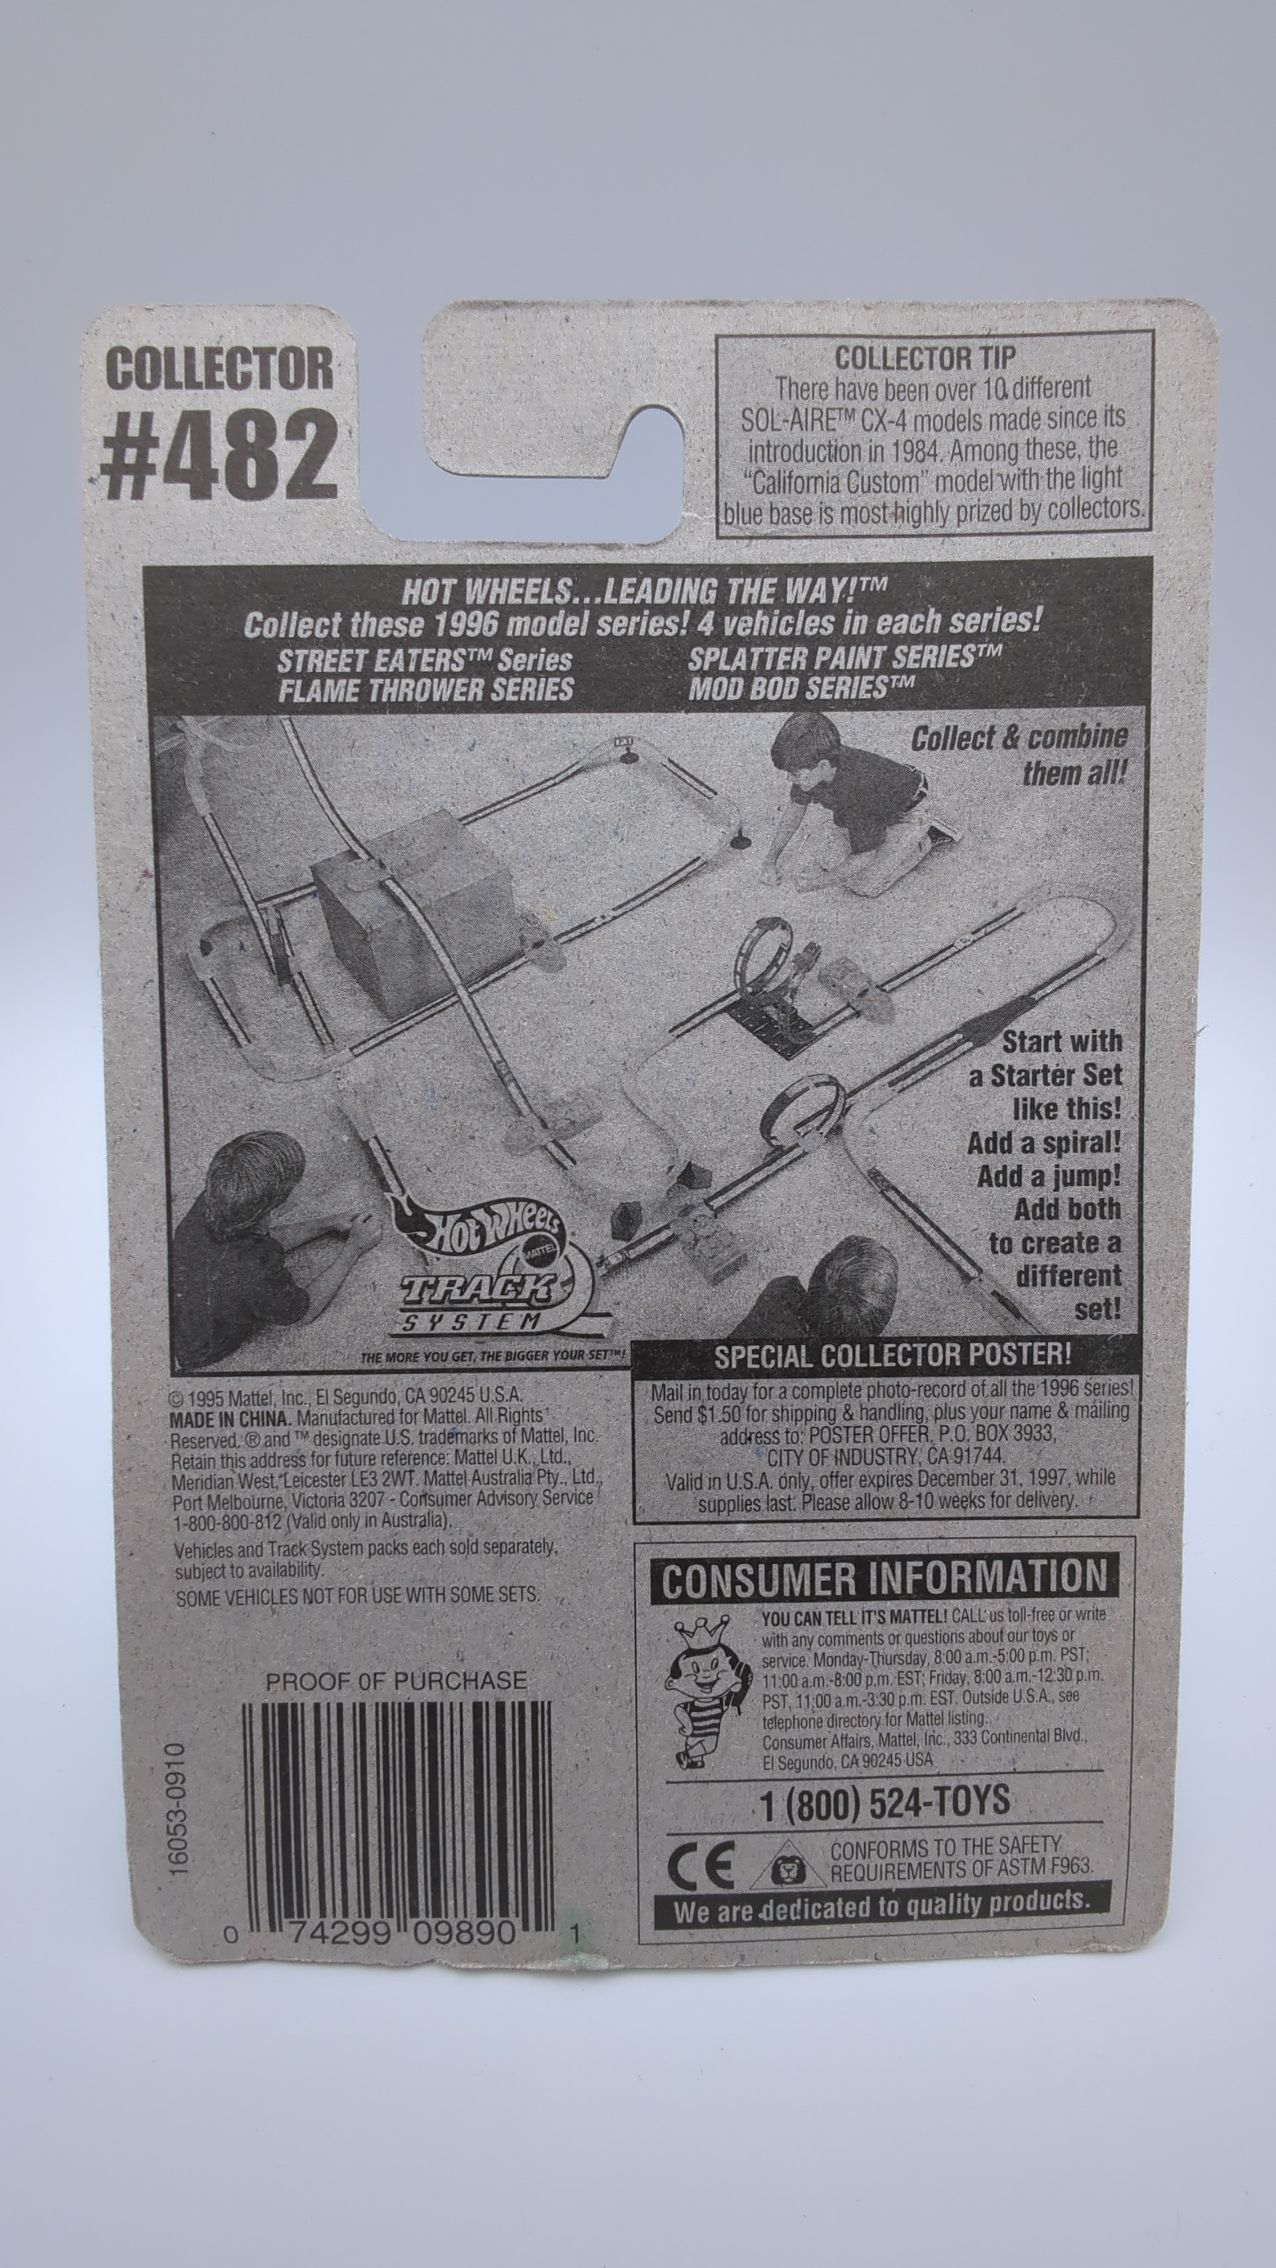 COLLECTOR
#482
COLLECTOR TIP
There have been over 10 different
SOL-AIRE™ CX-4 models made since its
introduction in 1984. Among these, the
“California Custom” model with the light
blue base is most highly prized by collectors.
HOT WHEELS...LEADING THE WAY!™
Collect these 1996 model series! 4 vehicles in each series!
STREET EATERS™ Series
FLAME THROWER SERIES
SPLATTER PAINT SERIES™
MOD BOD SERIES™
Collect & combine
them all!
Start with
a Starter Set
like this!
Add a spiral!
Add a jump!
Add both
to create a
different
set!
Hot Wheels
MATTEL
TRACK
SYSTEM
THE MORE YOU GET, THE BIGGER YOUR SET™!
© 1995 Mattel, Inc., El Segundo, CA 90245 U.S.A.
MADE IN CHINA. Manufactured for Mattel. All Rights
Reserved. ® and ™ designate U.S. trademarks of Mattel, Inc.
Retain this address for future reference: Mattel U.K., Ltd.,
Meridian West, Leicester LE3 2WT. Mattel Australia Pty., Ltd.,
Port Melbourne, Victoria 3207 - Consumer Advisory Service
1-800-800-812 (Valid only in Australia).
Vehicles and Track System packs each sold separately,
subject to availability.
SOME VEHICLES NOT FOR USE WITH SOME SETS.
SPECIAL COLLECTOR POSTER!
Mail in today for a complete photo-record of all the 1996 series!
Send $1.50 for shipping & handling, plus your name & mailing
address to: POSTER OFFER, P.O. BOX 3933,
CITY OF INDUSTRY, CA 91744.
Valid in U.S.A. only, offer expires December 31, 1997, while
supplies last. Please allow 8-10 weeks for delivery.
CONSUMER INFORMATION
YOU CAN TELL IT'S MATTEL! CALL us toll-free or write
with any comments or questions about our toys or
service. Monday-Thursday, 8:00 a.m.-5:00 p.m. PST;
11:00 a.m.-8:00 p.m. EST; Friday, 8:00 a.m.-12:30 p.m.
PST, 11:00 a.m.-3:30 p.m. EST. Outside U.S.A., see
telephone directory for Mattel listing.
Consumer Affairs, Mattel, Inc., 333 Continental Blvd.,
El Segundo, CA 90245 USA
1 (800) 524-TOYS
CE
CONFORMS TO THE SAFETY
REQUIREMENTS OF ASTM F963.
We are dedicated to quality products.
PROOF OF PURCHASE
16053-0910
0 74299 09890 1